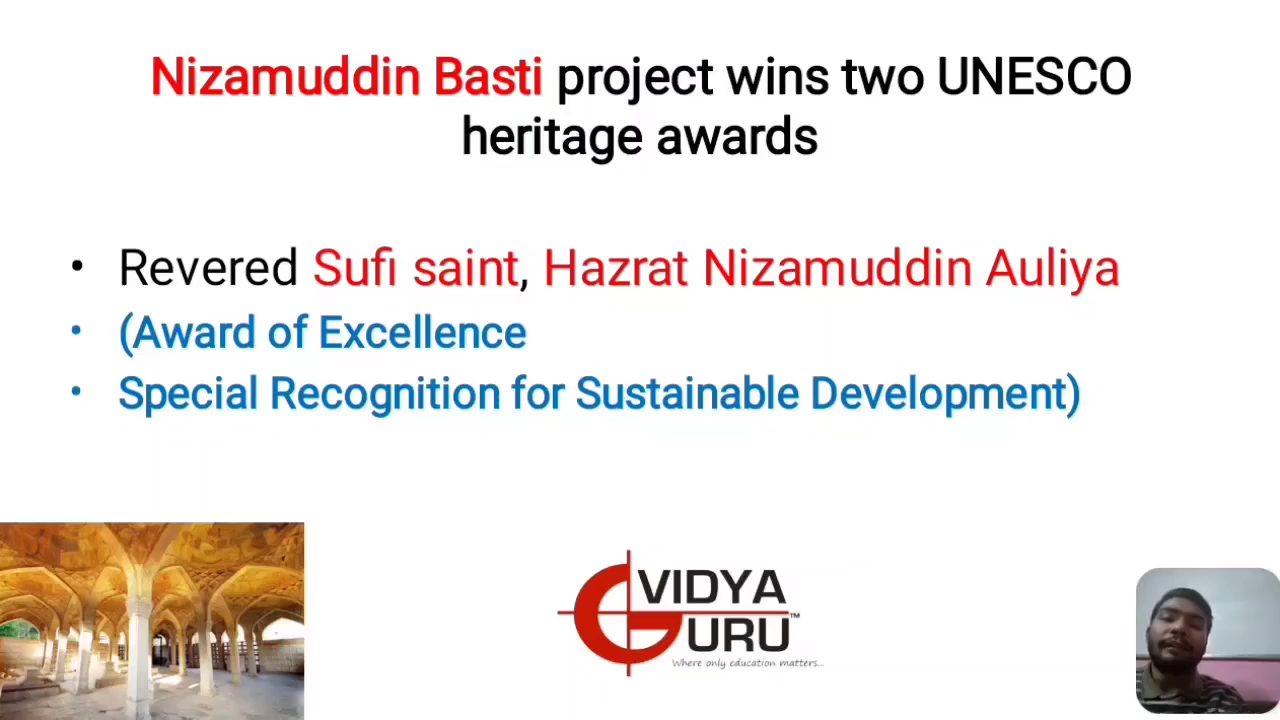 Nizamuddin Basti project wins two UNESCO
heritage awards
• Revered Sufi saint, Hazrat Nizamuddin Auliya
• (Award of Excellence
• Special Recognition for Sustainable Development)
VIDYA
GURU™
Where only education matters...